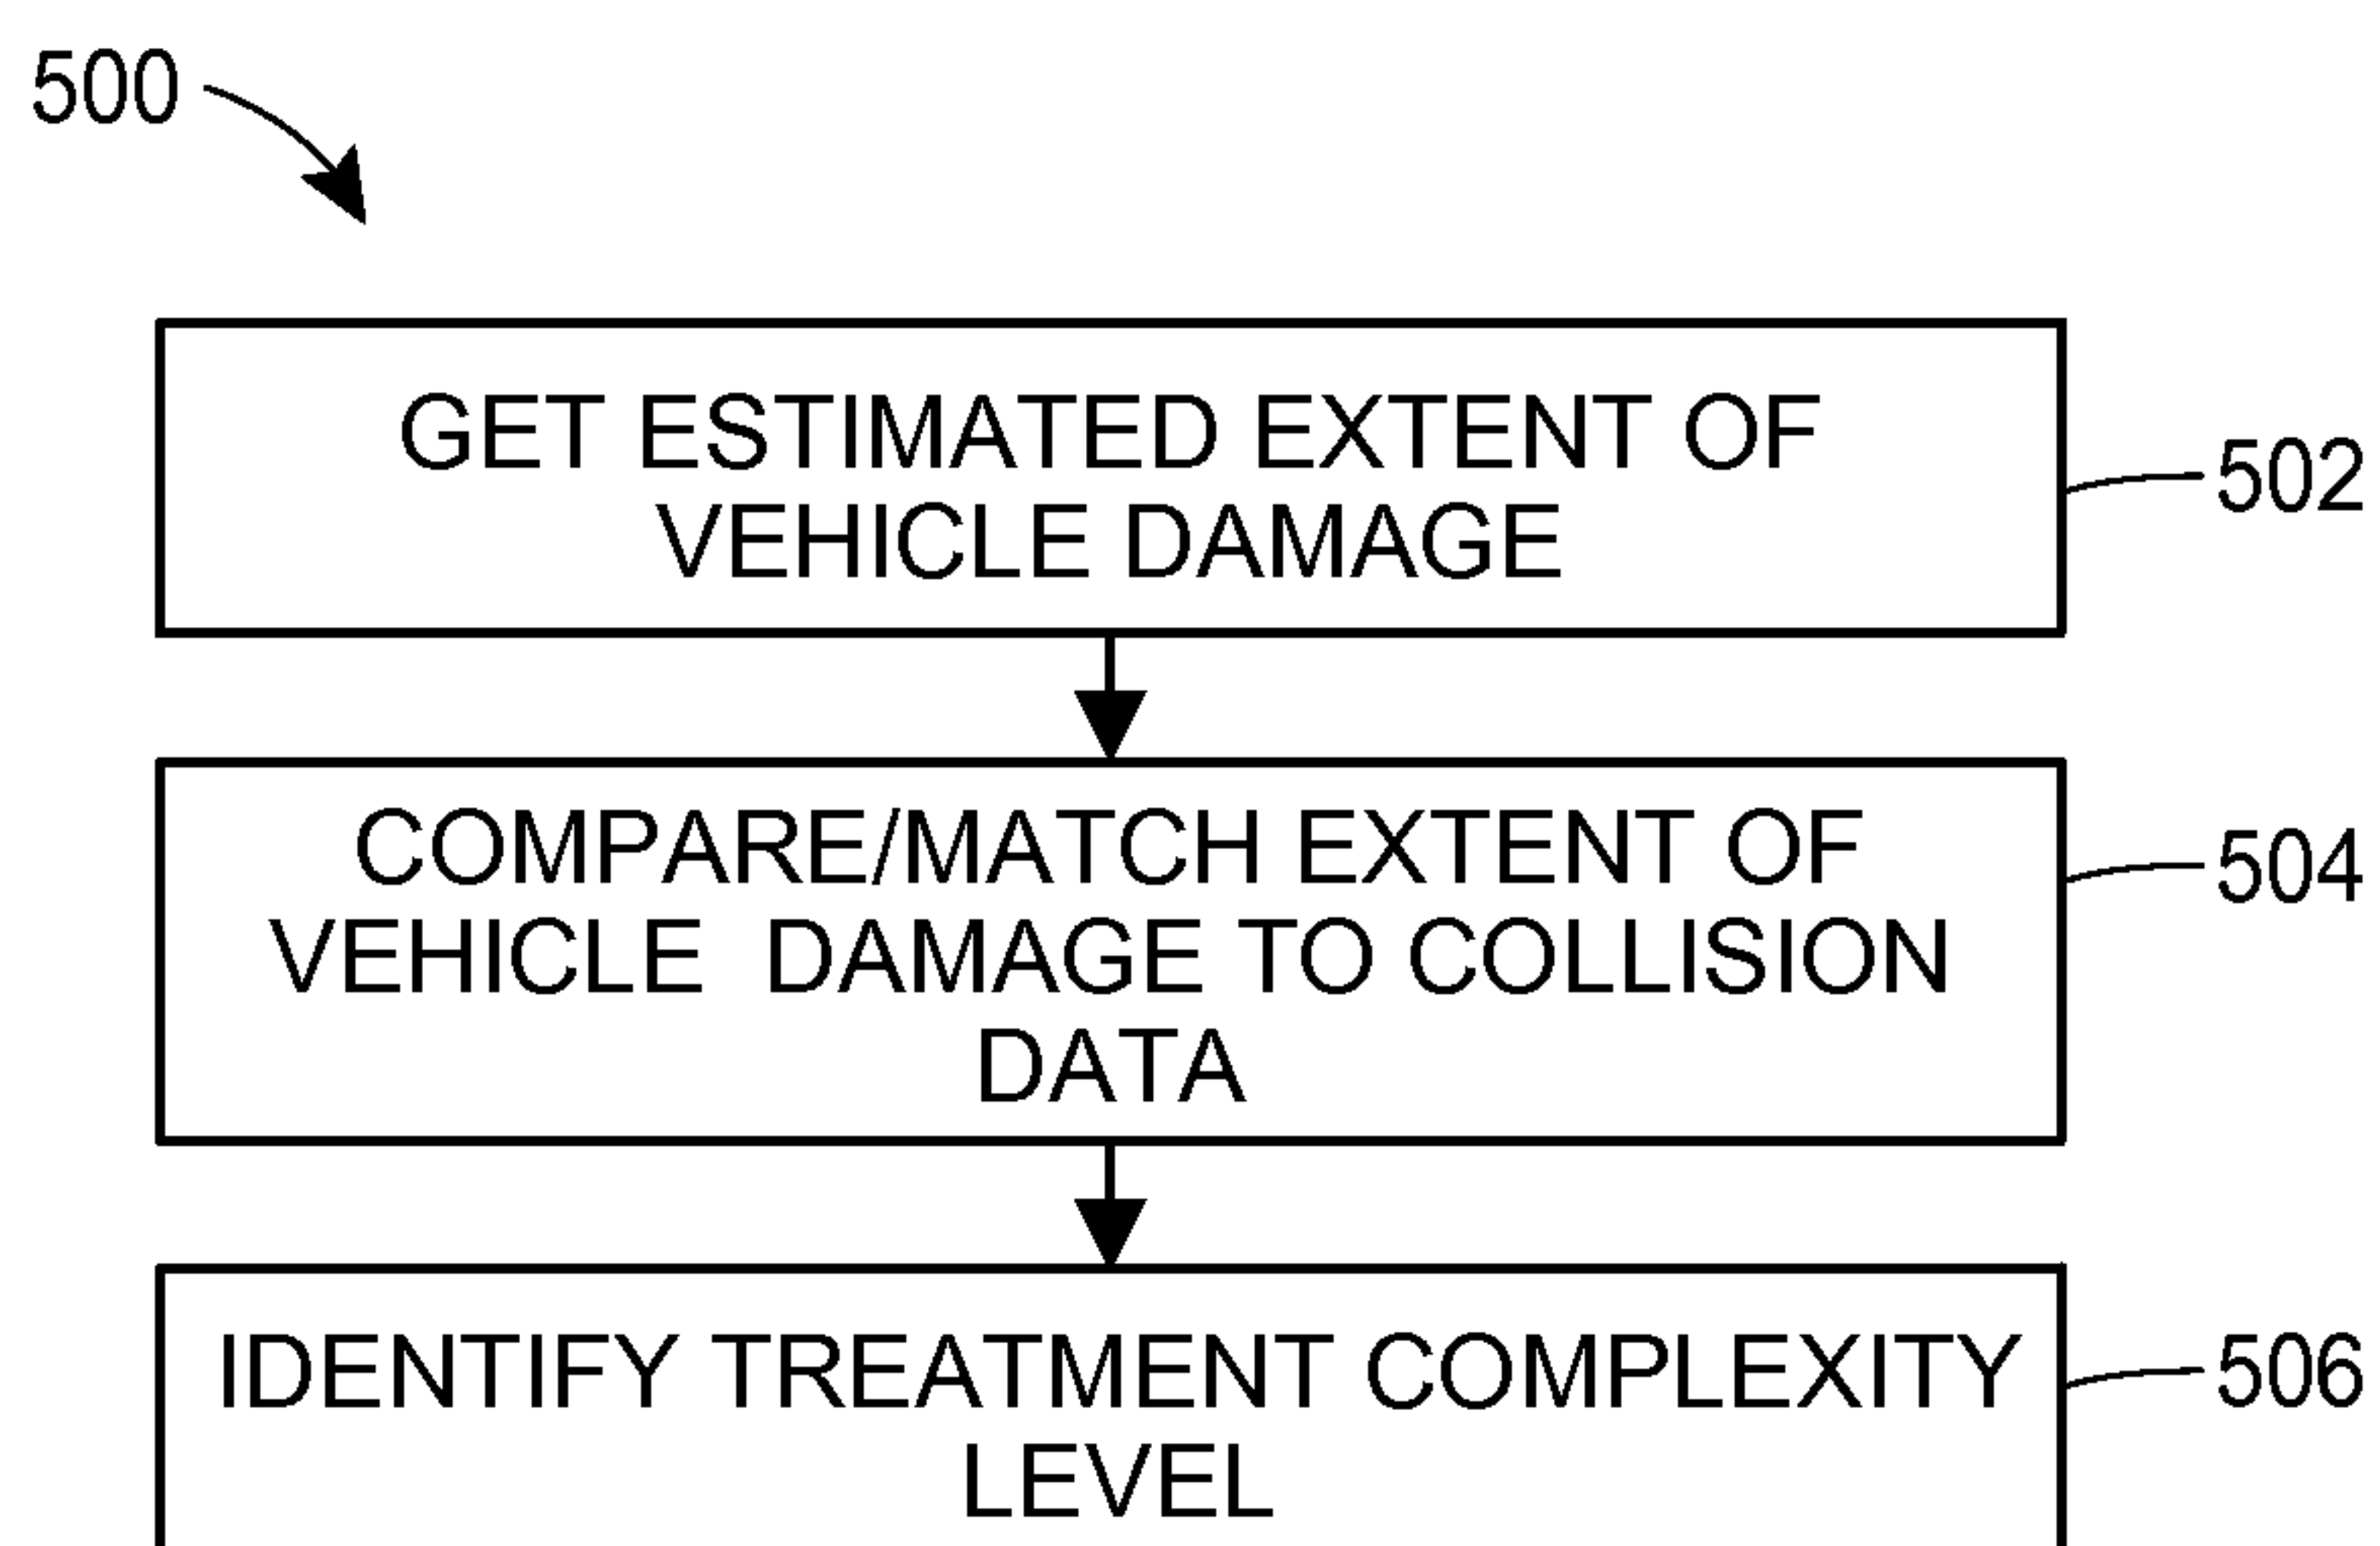 500
GET ESTIMATED EXTENT OF
VEHICLE DAMAGE
502
COMPARE/MATCH EXTENT OF
VEHICLE DAMAGE TO COLLISION
DATA
504
IDENTIFY TREATMENT COMPLEXITY
LEVEL
506